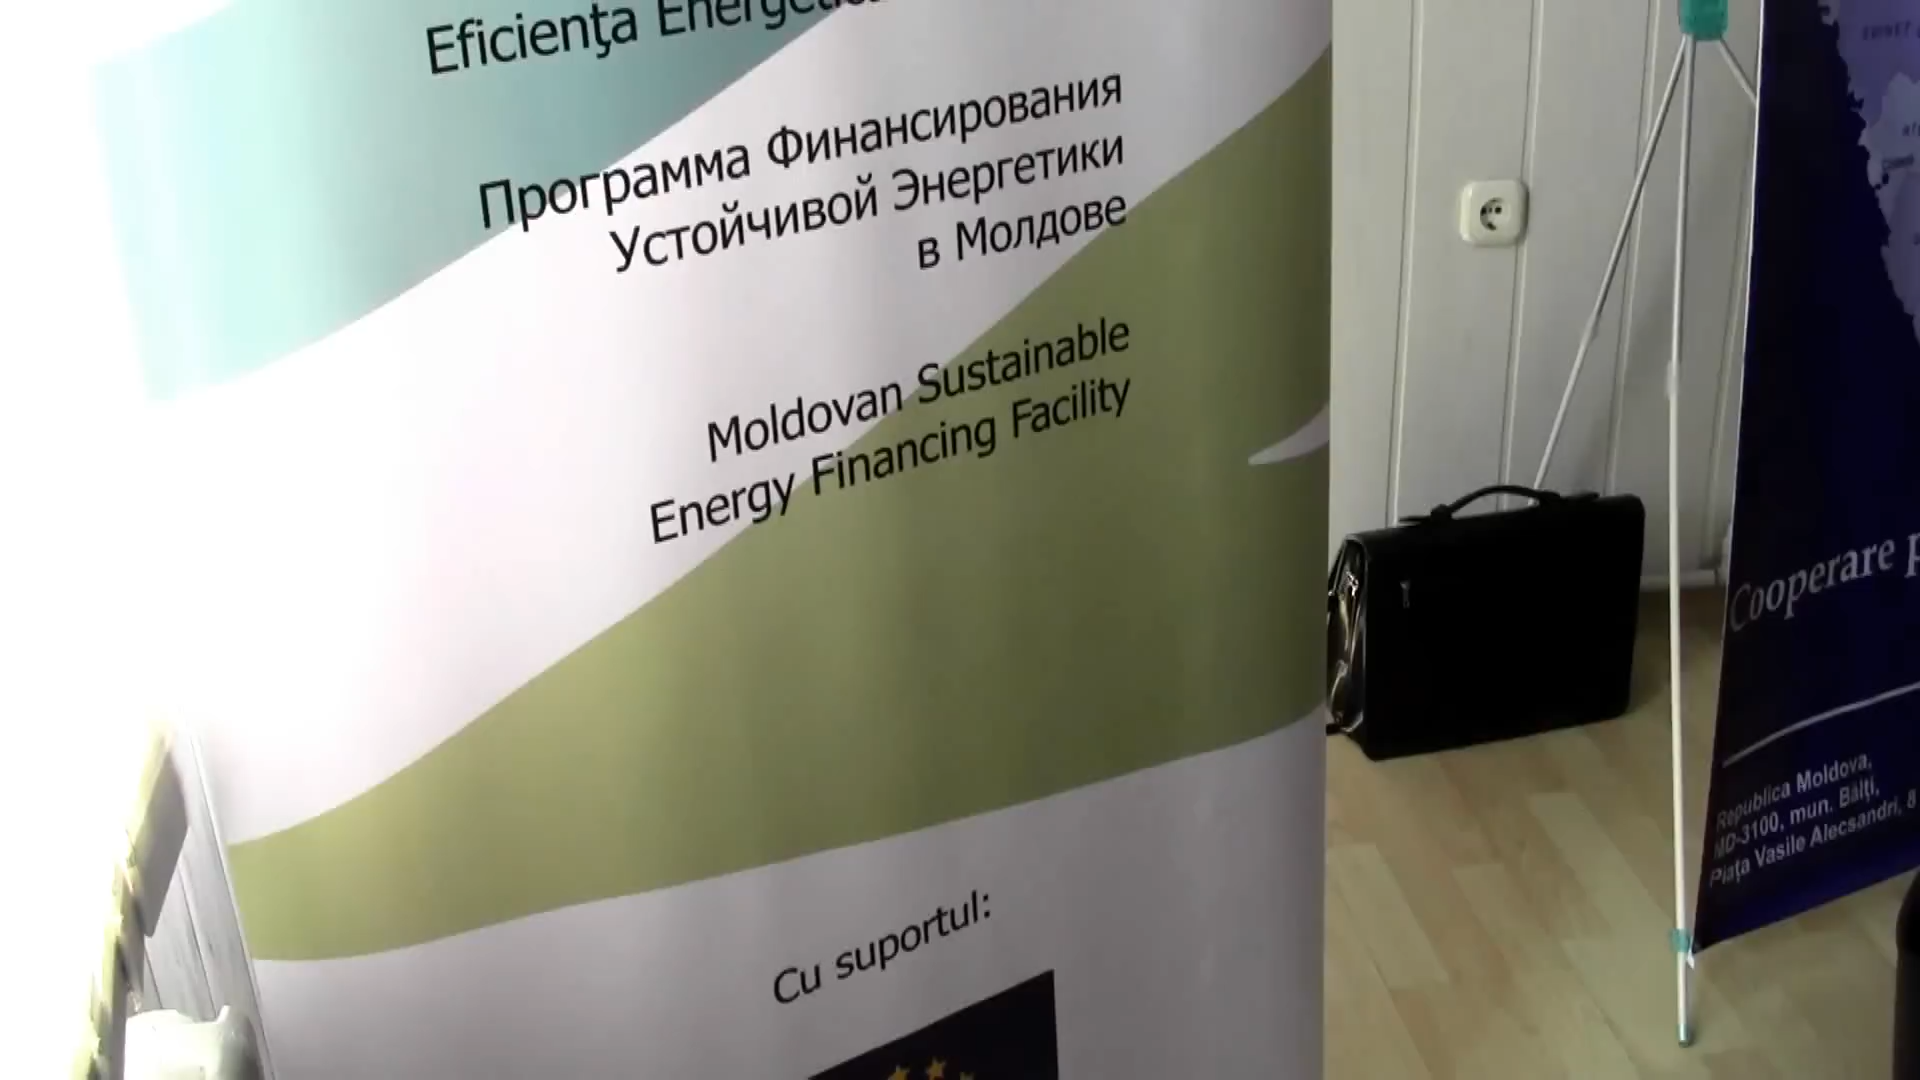 Eficienţa Energetică
Программа Финансирования
Устойчивой Энергетики
в Молдове
Moldovan Sustainable
Energy Financing Facility
Cu suportul:
Cooperare
Republica Moldova,
MD-3100, mun. Bălţi,
Piaţa Vasile Alecsandri, 8